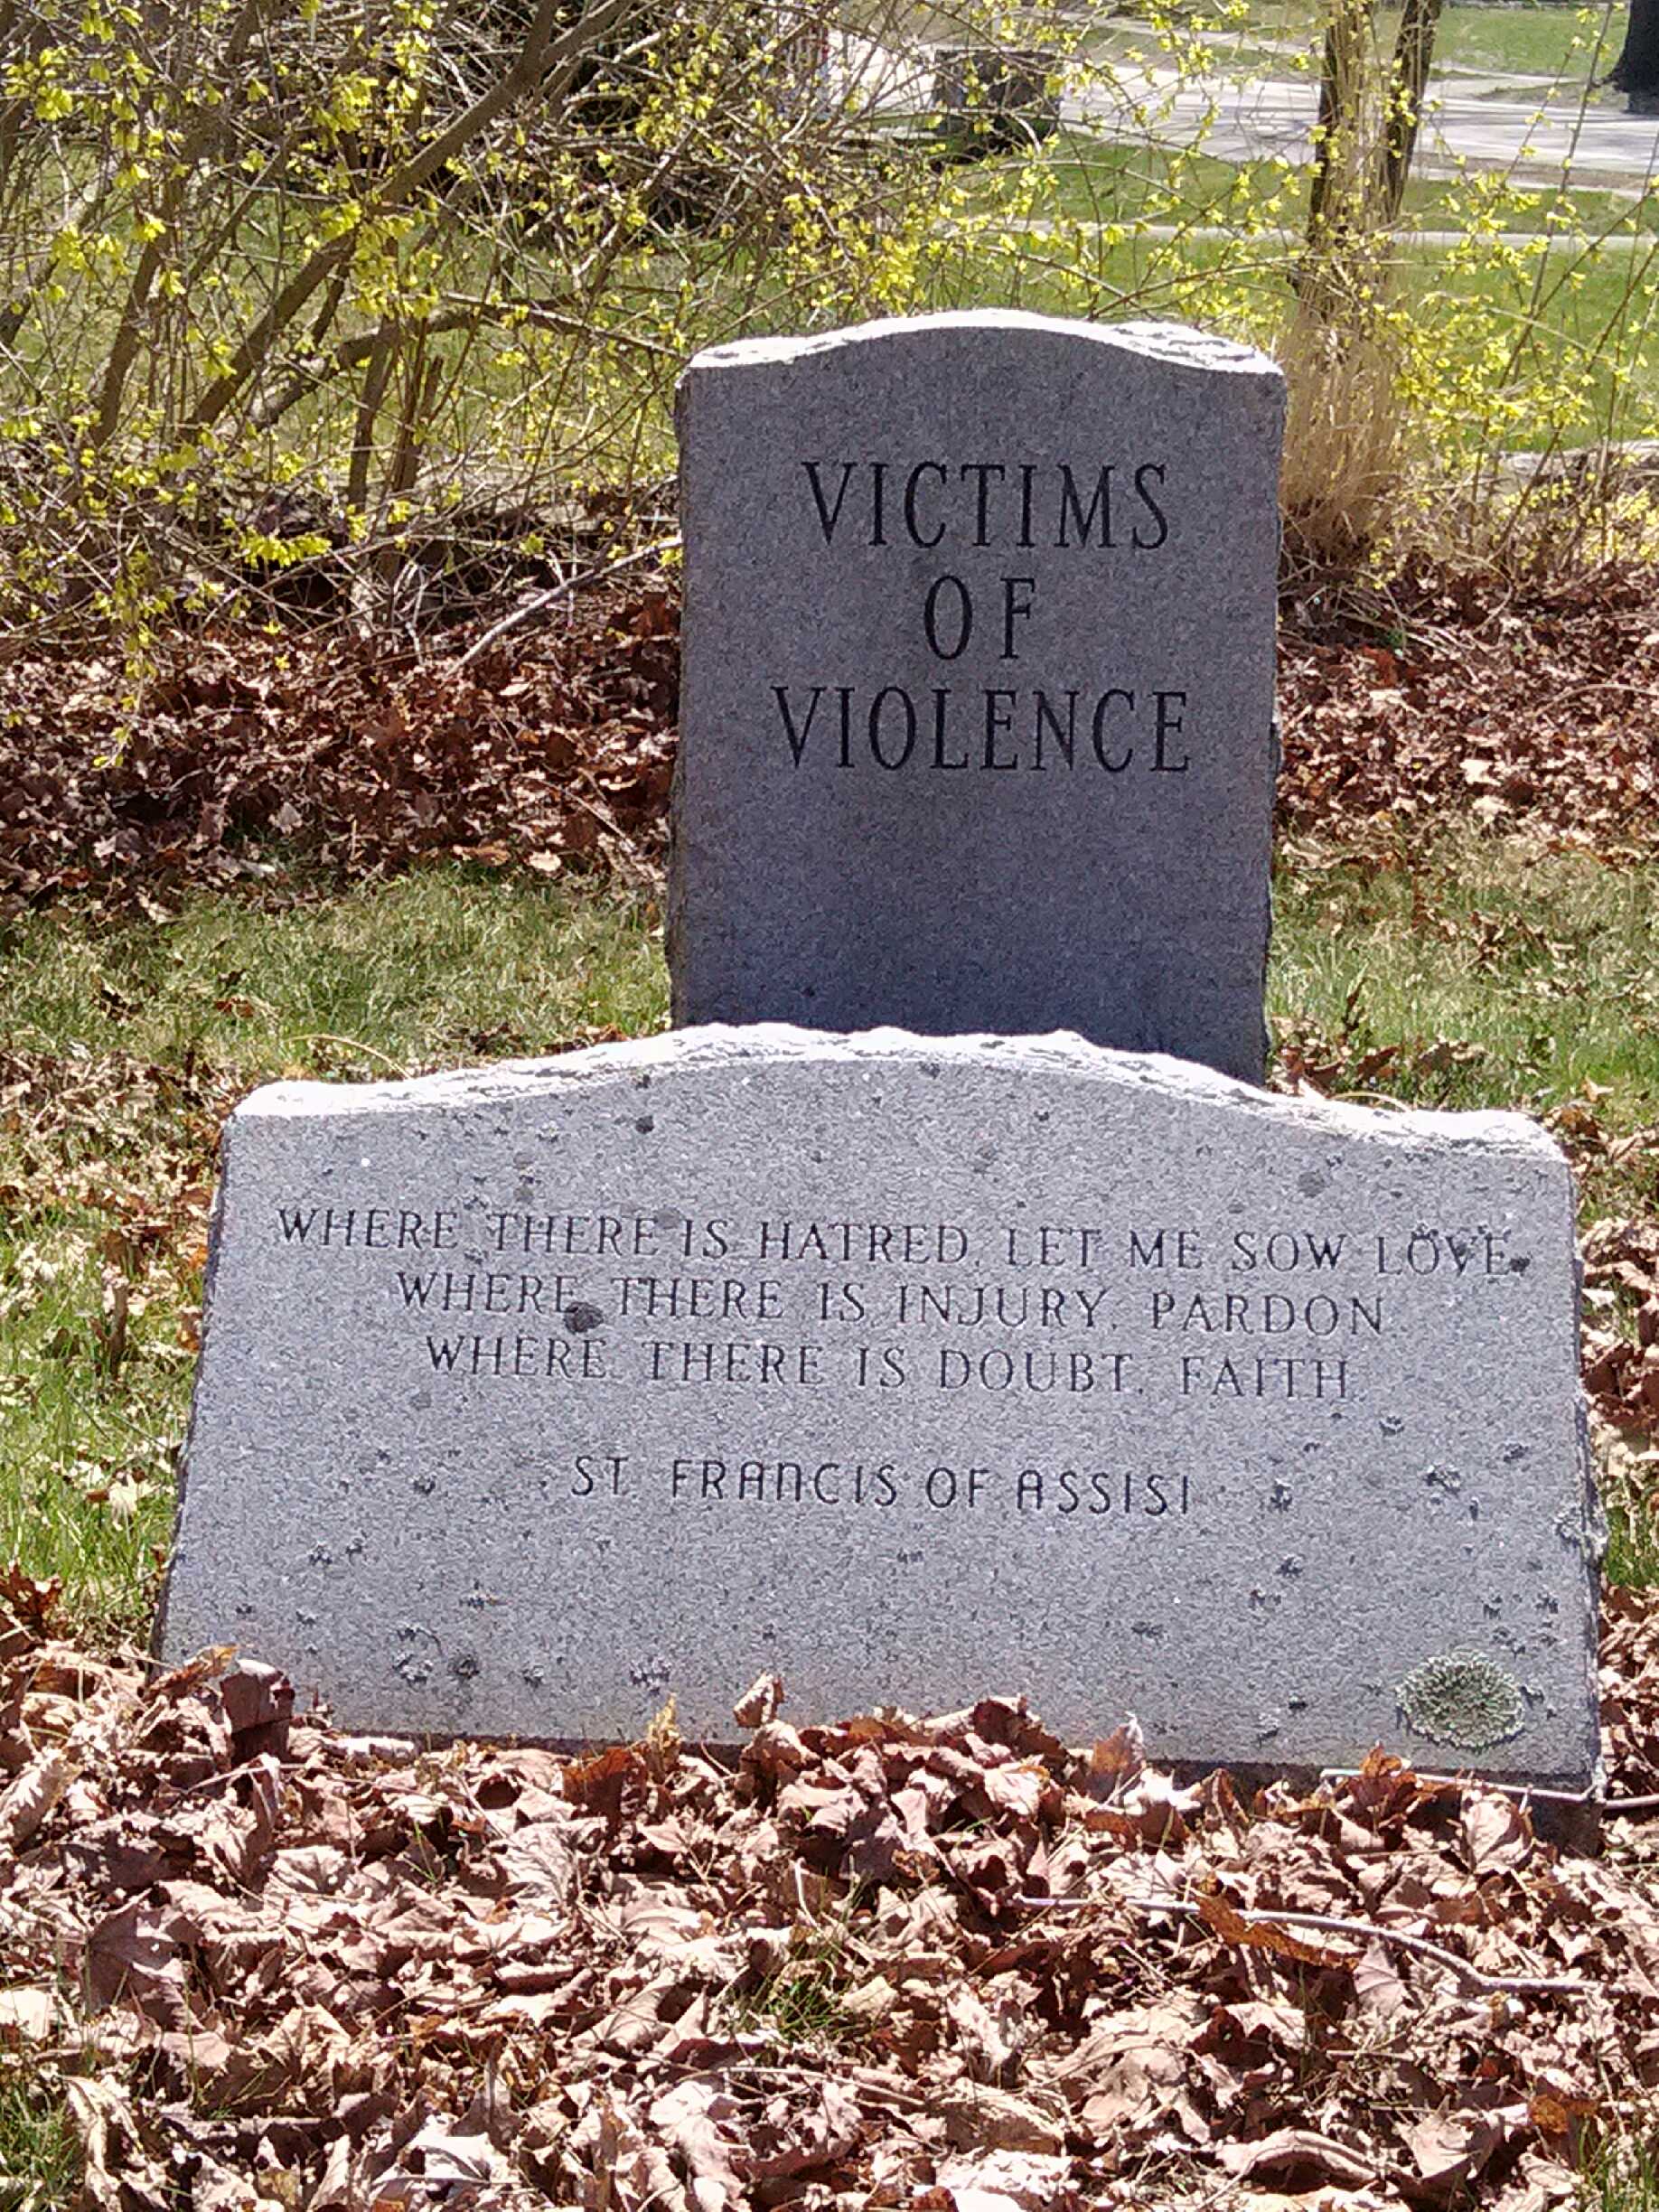 VICTIMS
OF
VIOLENCE
WHERE THERE IS HATRED, LET ME SOW LOVE.
WHERE THERE IS INJURY, PARDON.
WHERE THERE IS DOUBT, FAITH.
ST. FRANCIS OF ASSISI